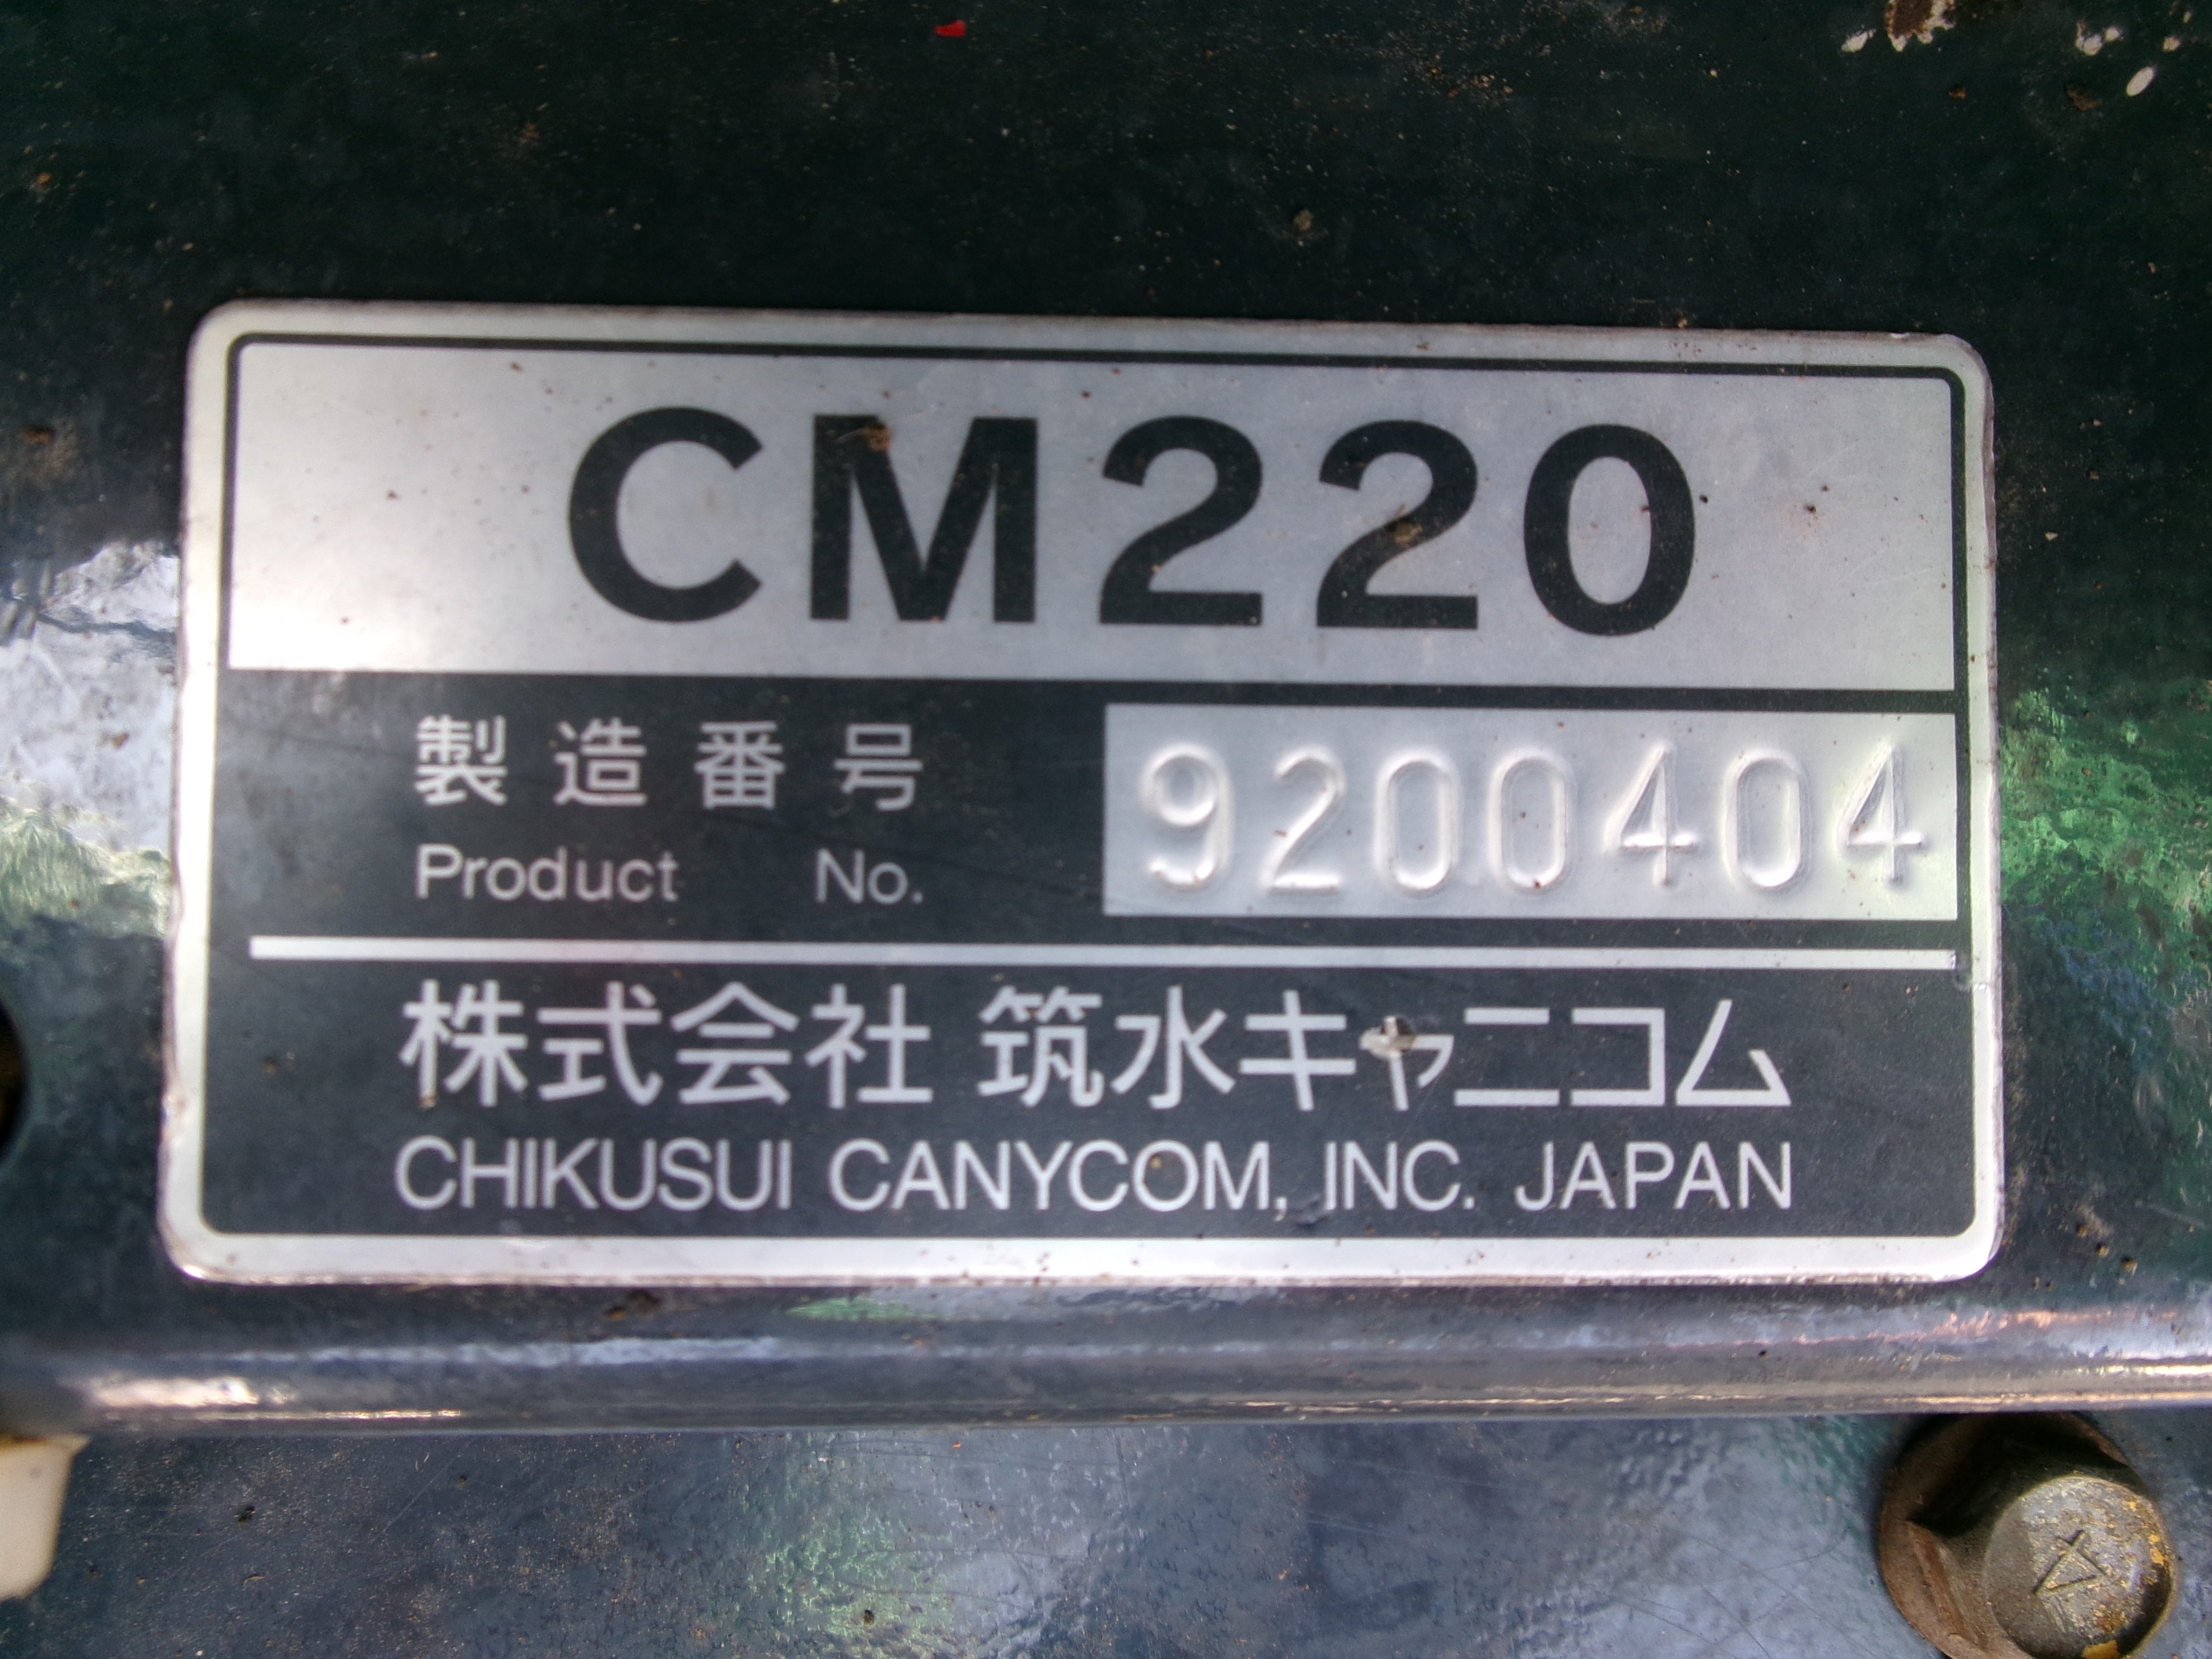 CM220
製造番号 9200404
Product No.
株式会社 筑水キャニコム
CHIKUSUI CANYCOM, INC. JAPAN
4